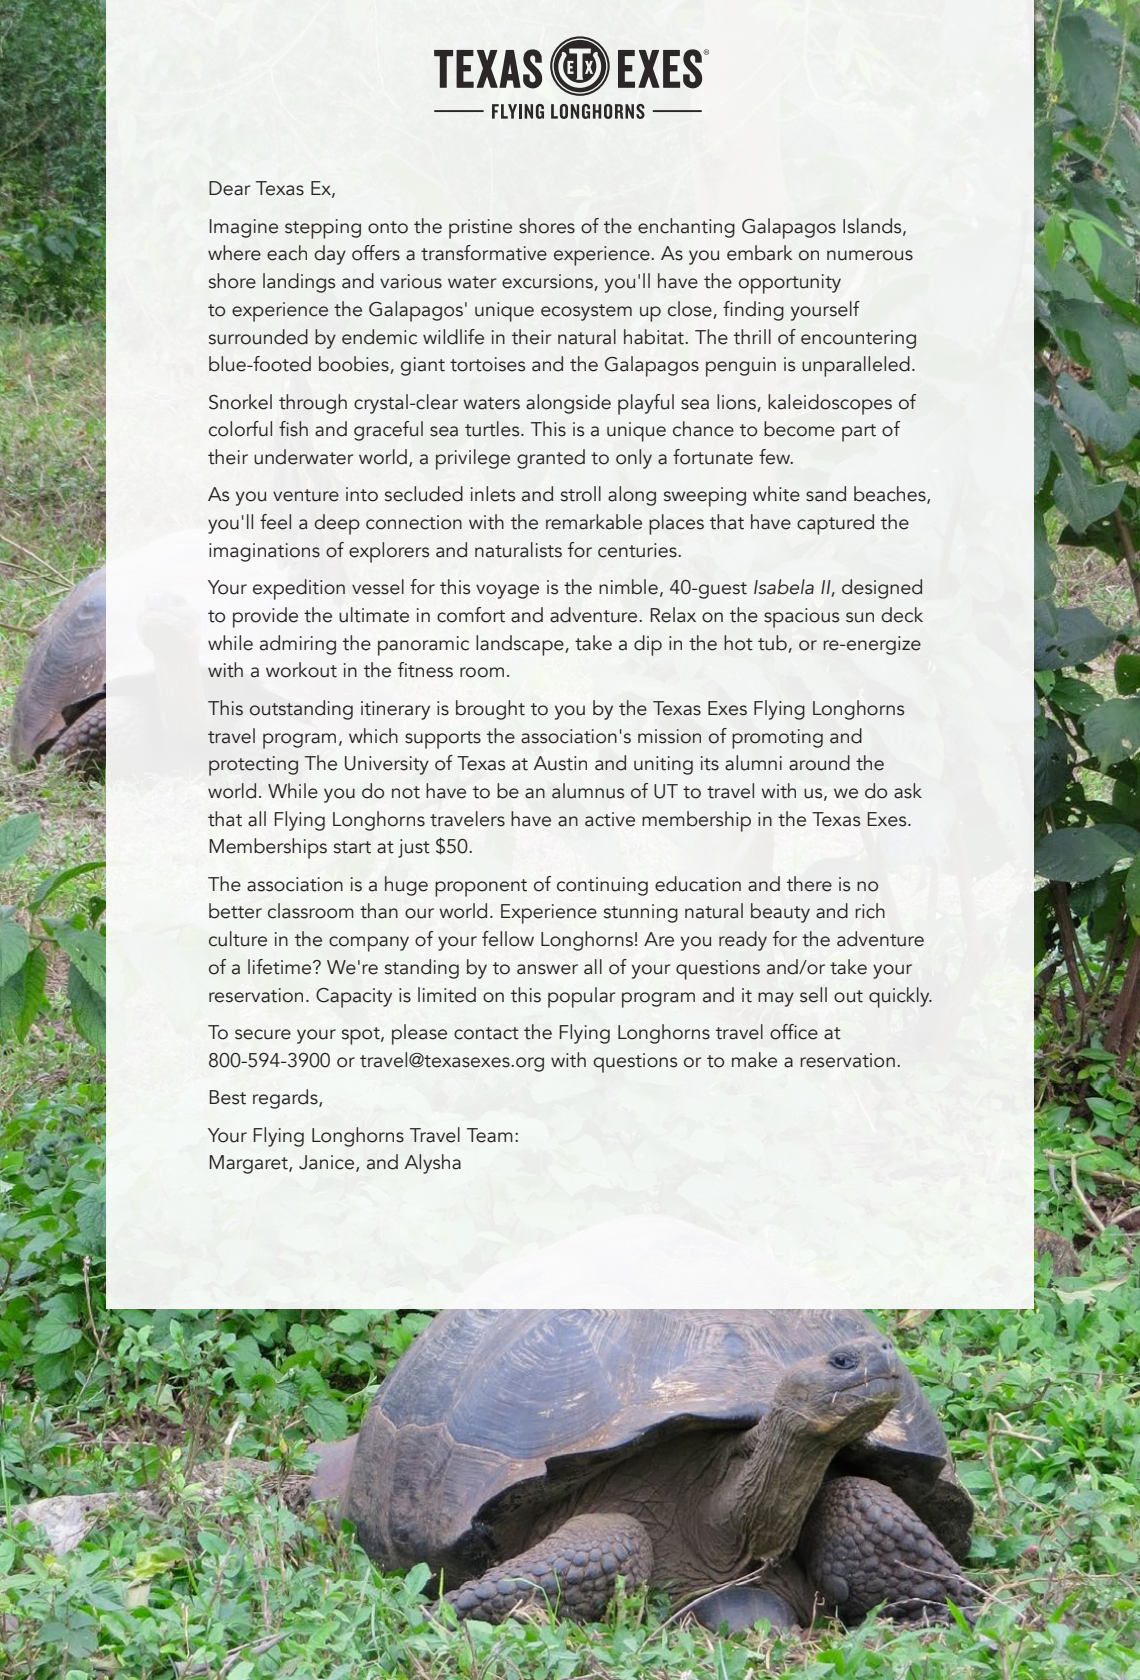 TEXAS ETX EXES®
FLYING LONGHORNS
Dear Texas Ex,
Imagine stepping onto the pristine shores of the enchanting Galapagos Islands,
where each day offers a transformative experience. As you embark on numerous
shore landings and various water excursions, you'll have the opportunity
to experience the Galapagos' unique ecosystem up close, finding yourself
surrounded by endemic wildlife in their natural habitat. The thrill of encountering
blue-footed boobies, giant tortoises and the Galapagos penguin is unparalleled.
Snorkel through crystal-clear waters alongside playful sea lions, kaleidoscopes of
colorful fish and graceful sea turtles. This is a unique chance to become part of
their underwater world, a privilege granted to only a fortunate few.
As you venture into secluded inlets and stroll along sweeping white sand beaches,
you'll feel a deep connection with the remarkable places that have captured the
imaginations of explorers and naturalists for centuries.
Your expedition vessel for this voyage is the nimble, 40-guest Isabela II, designed
to provide the ultimate in comfort and adventure. Relax on the spacious sun deck
while admiring the panoramic landscape, take a dip in the hot tub, or re-energize
with a workout in the fitness room.
This outstanding itinerary is brought to you by the Texas Exes Flying Longhorns
travel program, which supports the association's mission of promoting and
protecting The University of Texas at Austin and uniting its alumni around the
world. While you do not have to be an alumnus of UT to travel with us, we do ask
that all Flying Longhorns travelers have an active membership in the Texas Exes.
Memberships start at just $50.
The association is a huge proponent of continuing education and there is no
better classroom than our world. Experience stunning natural beauty and rich
culture in the company of your fellow Longhorns! Are you ready for the adventure
of a lifetime? We're standing by to answer all of your questions and/or take your
reservation. Capacity is limited on this popular program and it may sell out quickly.
To secure your spot, please contact the Flying Longhorns travel office at
800-594-3900 or travel@texasexes.org with questions or to make a reservation.
Best regards,
Your Flying Longhorns Travel Team:
Margaret, Janice, and Alysha